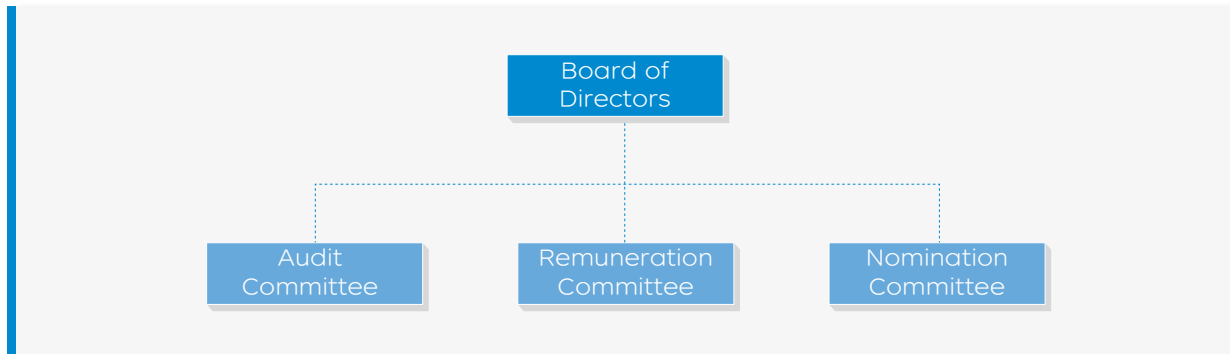 Board of
Directors
Audit
Committee
Remuneration
Committee
Nomination
Committee